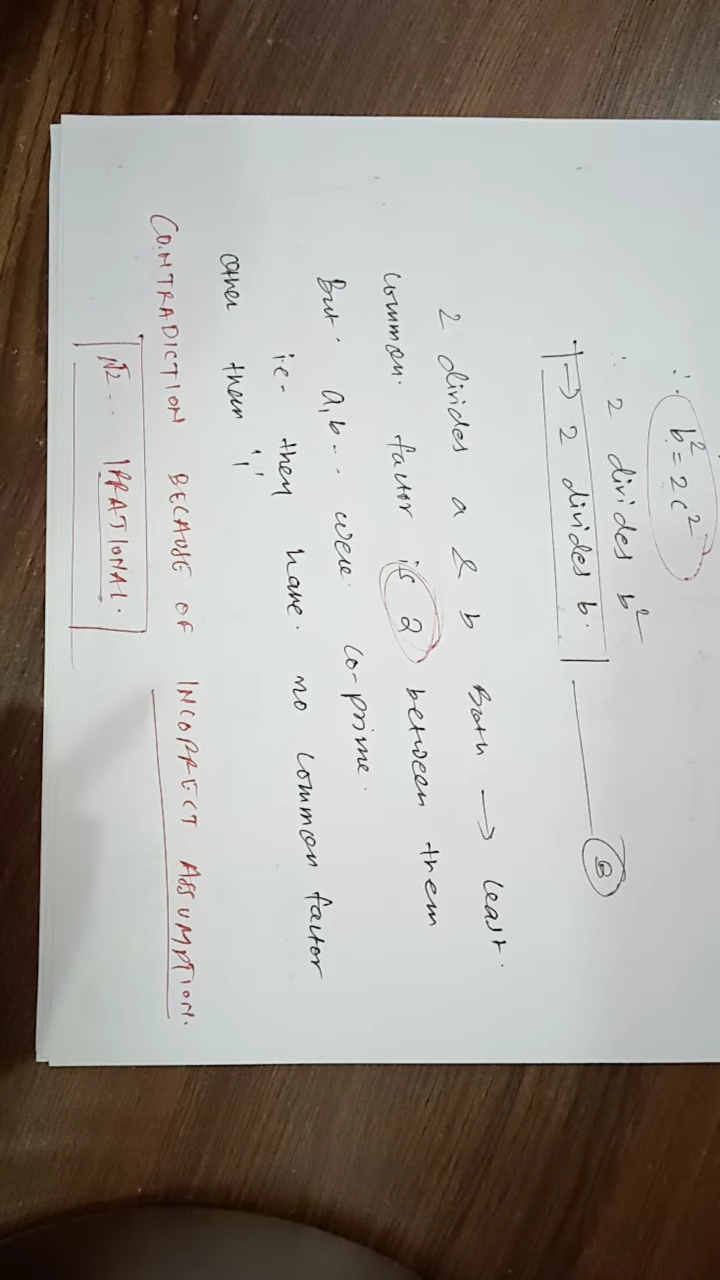 ∴ b² = 2c²
∴ 2 divides b²
→ 2 divides b. B
2 divides a & b Both → least.
common. factor is 2 between them
But. a, b... were. co-prime.
i.e. they have. no common factor
other than '1'
CONTRADICTION BECAUSE OF INCORRECT ASSUMPTION.
√2... IRRATIONAL.